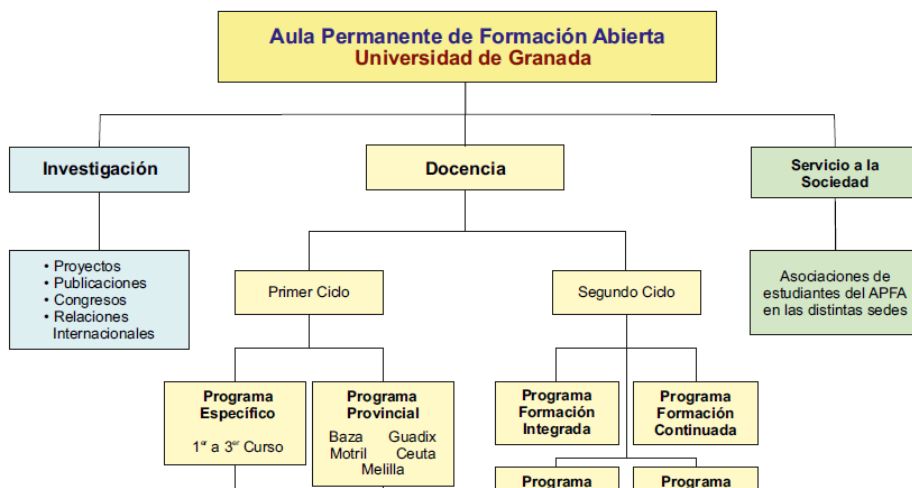 Aula Permanente de Formación Abierta
Universidad de Granada
Investigación
Docencia
Servicio a la
Sociedad
• Proyectos
• Publicaciones
• Congresos
• Relaciones
Internacionales
Primer Ciclo
Segundo Ciclo
Asociaciones de
estudiantes del APFA
en las distintas sedes
Programa
Específico
1er a 3er Curso
Programa
Provincial
Baza Guadix
Motril Ceuta
Melilla
Programa
Formación
Integrada
Programa
Formación
Continuada
Programa
Programa